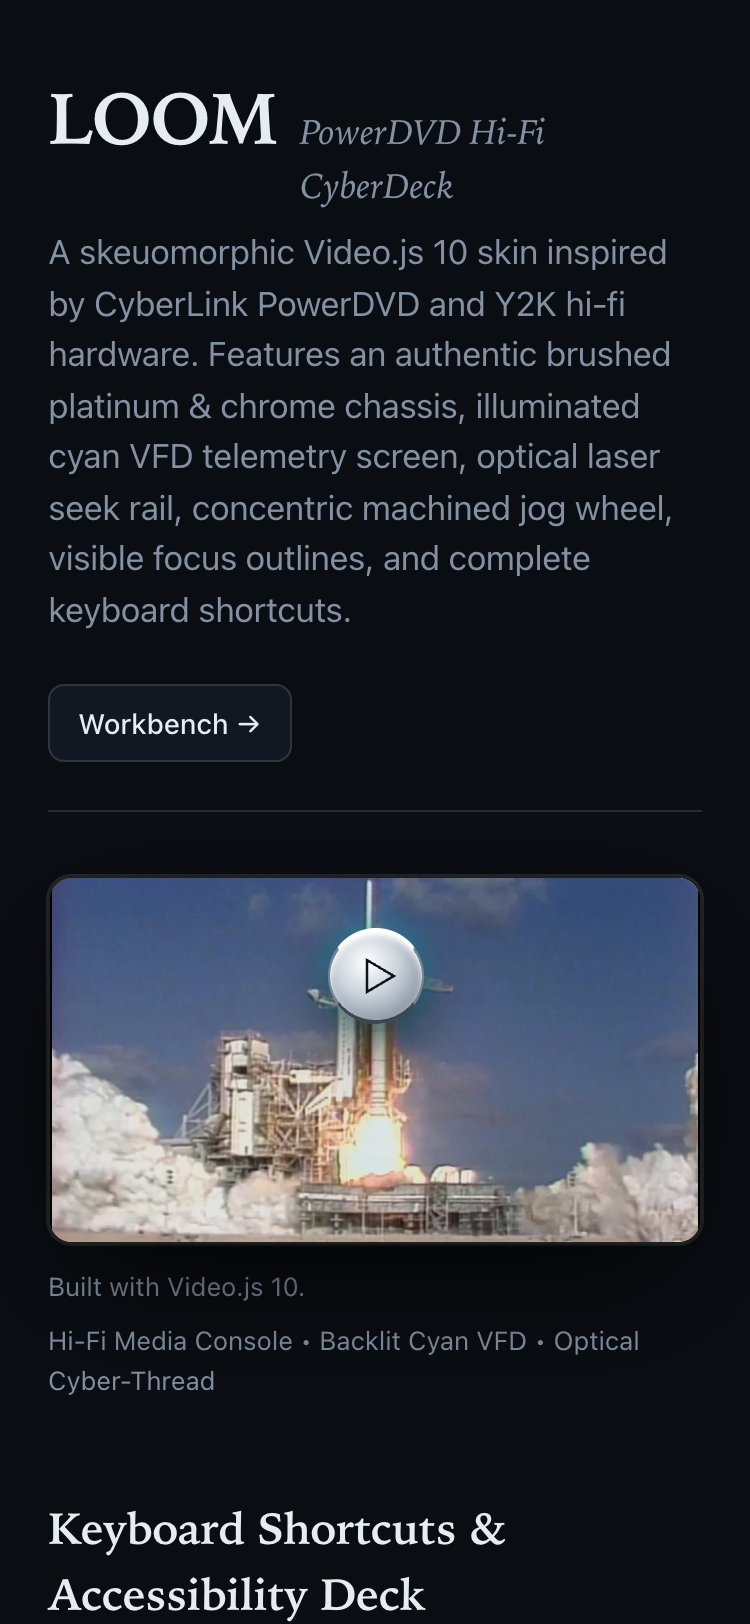 LOOM PowerDVD Hi-Fi
CyberDeck
A skeuomorphic Video.js 10 skin inspired
by CyberLink PowerDVD and Y2K hi-fi
hardware. Features an authentic brushed
platinum & chrome chassis, illuminated
cyan VFD telemetry screen, optical laser
seek rail, concentric machined jog wheel,
visible focus outlines, and complete
keyboard shortcuts.
Workbench →
Built with Video.js 10.
Hi-Fi Media Console • Backlit Cyan VFD • Optical
Cyber-Thread
Keyboard Shortcuts &
Accessibility Deck